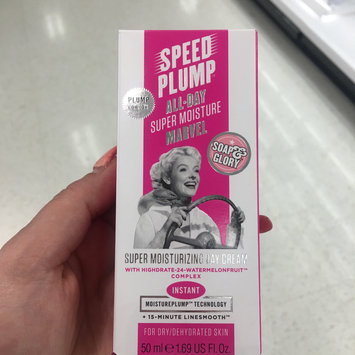 SPEED
PLUMP
ALL-DAY
SUPER MOISTURE
MARVEL
PLUMP
SOAP&
GLORY
SUPER MOISTURIZING DAY CREAM
WITH HIGHDRATE-24-WATERMELONFRUIT™
COMPLEX
INSTANT
MOISTUREPLUMP™ TECHNOLOGY
+ 15-MINUTE LINESMOOTH™
FOR DRY/DEHYDRATED SKIN
50 ml ℮ 1.69 US Fl. Oz.